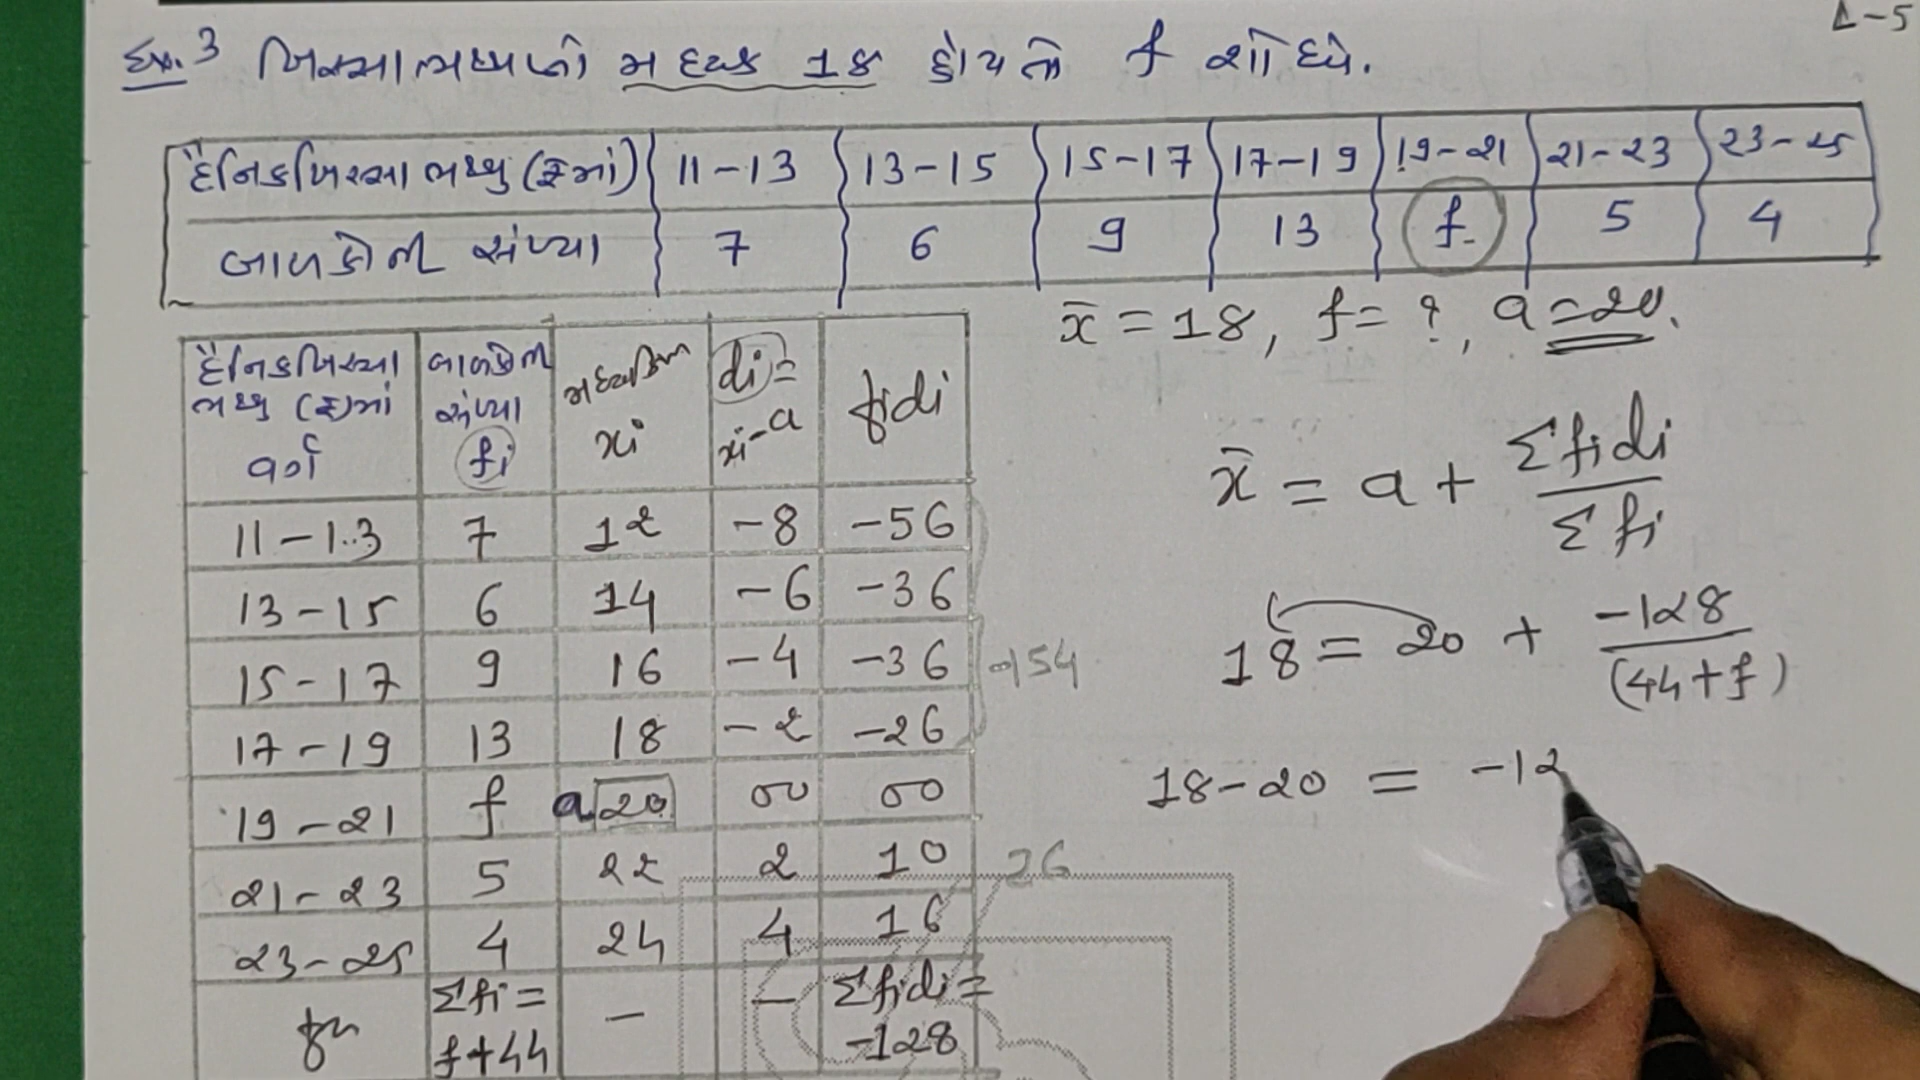 L-5
Ex.3 ખિસ્સાભથ્થાનો મધ્યક 18 હોય તો f શોધો.
દૈનિક ખિસ્સા ભથ્થુ (₹માં) 11-13 13-15 15-17 17-19 19-21 21-23 23-25
બાળકોની સંખ્યા 7 6 9 13 f 5 4
x̄ = 18, f = ?, a = 20.
દૈનિક ખિસ્સા ભથ્થુ (₹)માં વર્ગ બાળકોની સંખ્યા fi મધ્યકિંમત xi di = xi-a fidi
11-13 7 12 -8 -56
13-15 6 14 -6 -36
15-17 9 16 -4 -36 -154
17-19 13 18 -2 -26
19-21 f a 20 00 00
21-23 5 22 2 10 26
23-25 4 24 4 16
કુલ Σfi = f+44 — — Σfidi = -128
x̄ = a + Σfidi / Σfi
18 = 20 + -128 / (44+f)
18-20 = -12